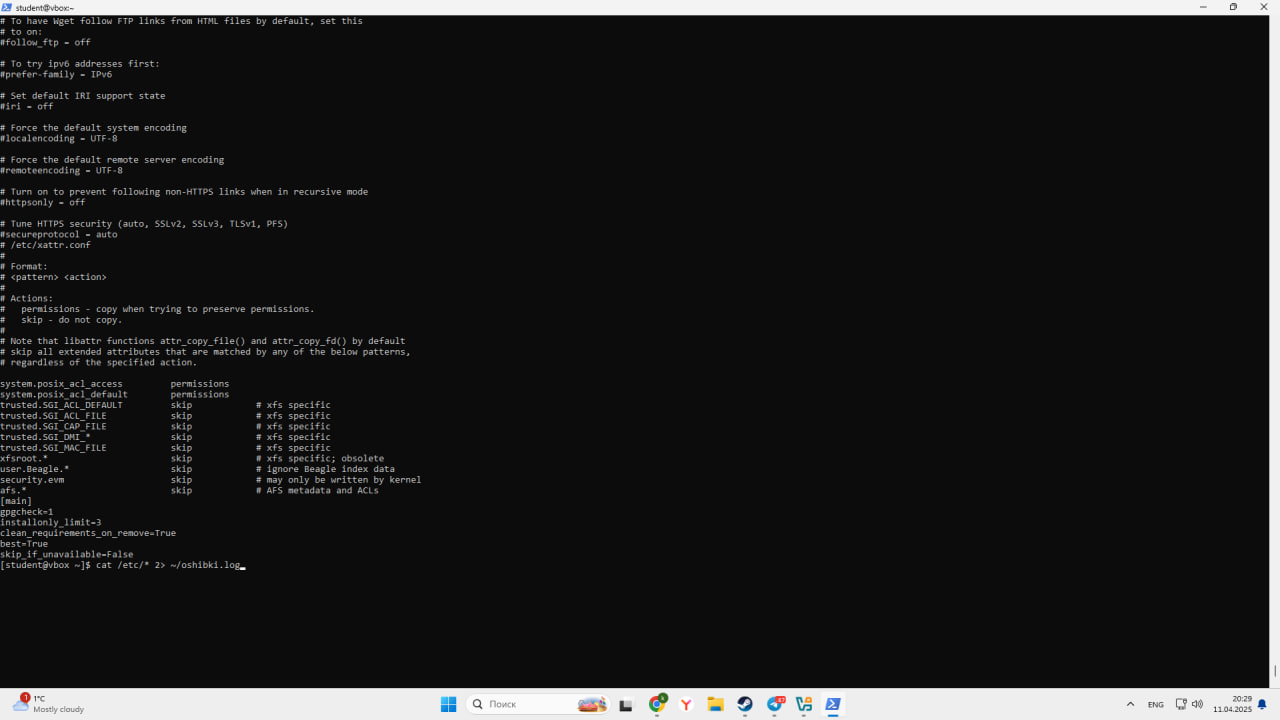 student@vbox:~
# To have Wget follow FTP links from HTML files by default, set this
# to on:
#follow_ftp = off
# To try ipv6 addresses first:
#prefer-family = IPv6
# Set default IRI support state
#iri = off
# Force the default system encoding
#localencoding = UTF-8
# Force the default remote server encoding
#remoteencoding = UTF-8
# Turn on to prevent following non-HTTPS links when in recursive mode
#httpsonly = off
# Tune HTTPS security (auto, SSLv2, SSLv3, TLSv1, PFS)
#secureprotocol = auto
# /etc/xattr.conf
#
# Format:
# <pattern> <action>
#
# Actions:
#   permissions - copy when trying to preserve permissions.
#   skip - do not copy.
#
# Note that libattr functions attr_copy_file() and attr_copy_fd() by default
# skip all extended attributes that are matched by any of the below patterns,
# regardless of the specified action.
system.posix_acl_access         permissions
system.posix_acl_default        permissions
trusted.SGI_ACL_DEFAULT         skip            # xfs specific
trusted.SGI_ACL_FILE            skip            # xfs specific
trusted.SGI_CAP_FILE            skip            # xfs specific
trusted.SGI_DMI_*               skip            # xfs specific
trusted.SGI_MAC_FILE            skip            # xfs specific
xfsroot.*                       skip            # xfs specific; obsolete
user.Beagle.*                   skip            # ignore Beagle index data
security.evm                    skip            # may only be written by kernel
afs.*                           skip            # AFS metadata and ACLs
[main]
gpgcheck=1
installonly_limit=3
clean_requirements_on_remove=True
best=True
skip_if_unavailable=False
[student@vbox ~]$ cat /etc/* 2> ~/oshibki.log
1
1°C
Mostly cloudy
Поиск
ENG
20:29
11.04.2025